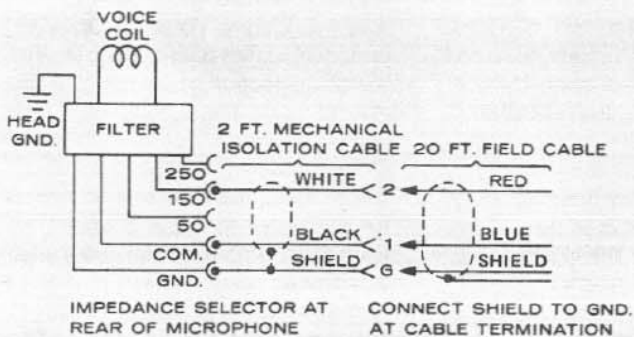 VOICE
COIL
HEAD
GND.
FILTER
2 FT. MECHANICAL
ISOLATION CABLE
20 FT. FIELD CABLE
250
WHITE
2
RED
150
50
BLACK
1
BLUE
COM.
SHIELD
G
SHIELD
GND.
IMPEDANCE SELECTOR AT
REAR OF MICROPHONE
CONNECT SHIELD TO GND.
AT CABLE TERMINATION